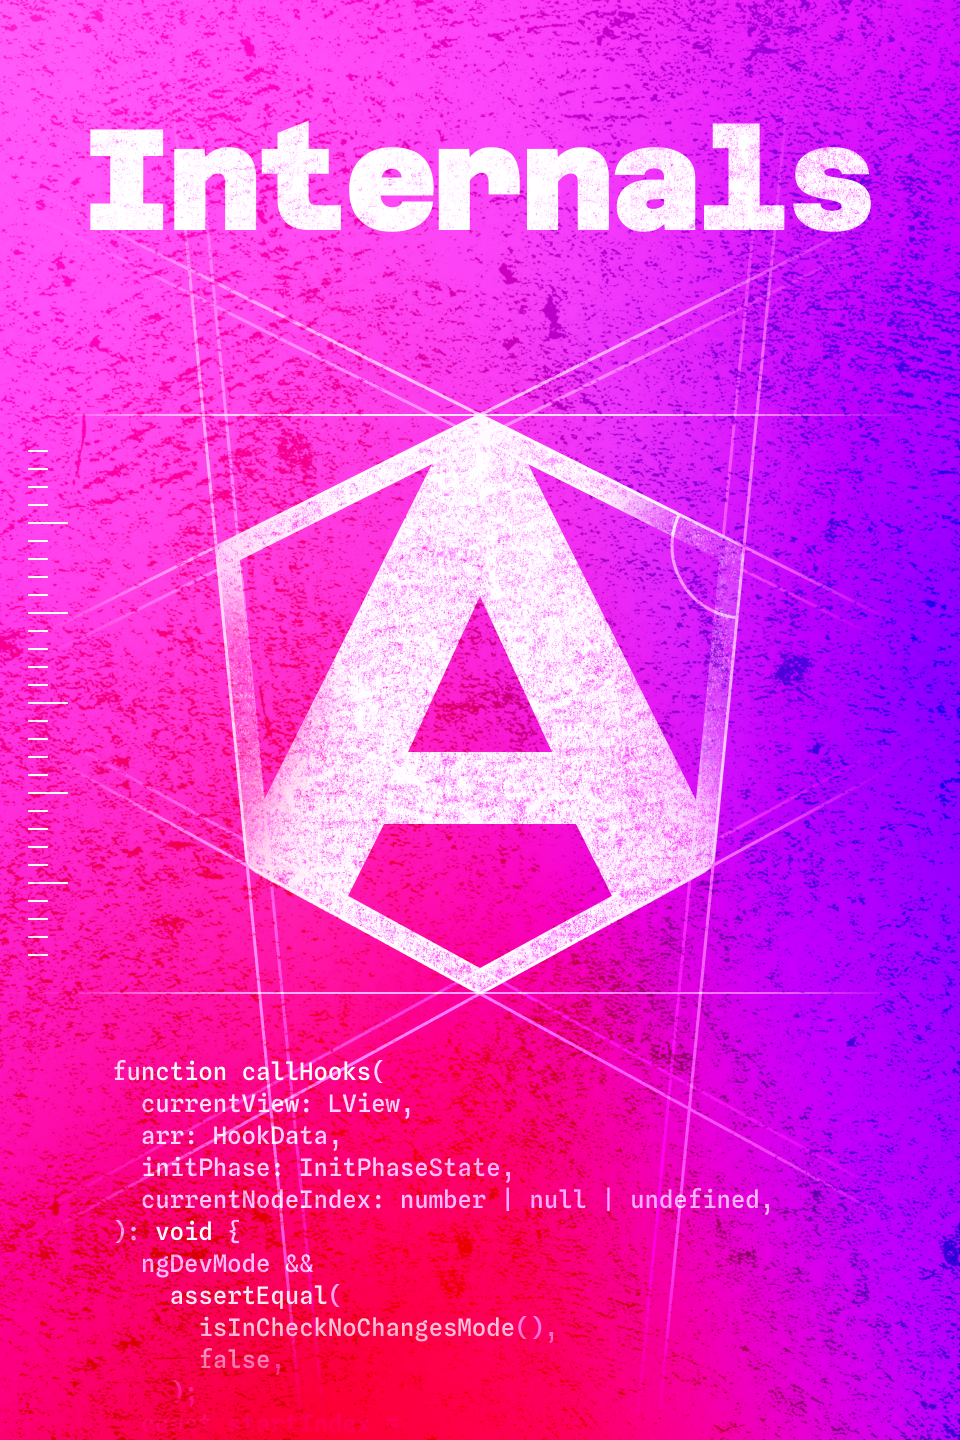 Internals
A
function callHooks(
  currentView: LView,
  arr: HookData,
  initPhase: InitPhaseState,
  currentNodeIndex: number | null | undefined,
): void {
  ngDevMode &&
    assertEqual(
      isInCheckNoChangesMode(),
      false,
    );